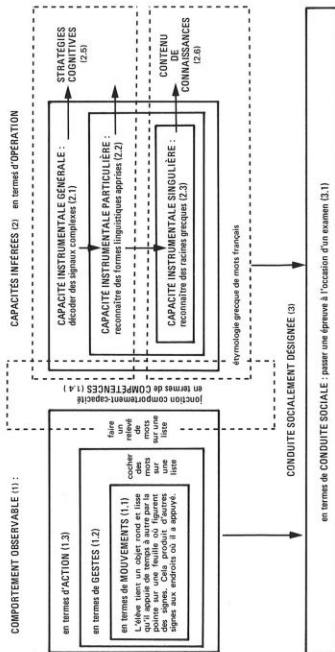 COMPORTEMENT OBSERVABLE (1) :
en termes d'ACTION (1.3)
en termes de GESTES (1.2)
en termes de MOUVEMENTS (1.1)
L'élève tient un objet rond et lisse
qu'il appuie de temps à autre par la
pointe sur une feuille où figurent
des signes. Cela produit d'autres
signes aux endroits où il a appuyé.
cocher
des
mots
sur
une
liste
faire
un
relevé
de
mots
sur une
liste
jonction comportement-capacité
en termes de COMPÉTENCES (1.4)
CAPACITÉS INFÉRÉES (2) en termes d'OPÉRATION
CAPACITÉ INSTRUMENTALE GÉNÉRALE :
décoder des signaux complexes (2.1)
CAPACITÉ INSTRUMENTALE PARTICULIÈRE :
reconnaître des formes linguistiques apprises (2.2)
CAPACITÉ INSTRUMENTALE SINGULIÈRE :
reconnaître des racines grecques (2.3)
étymologie grecque de mots français
STRATÉGIES
COGNITIVES
(2.5)
CONTENU
DE
CONNAISSANCES
(2.6)
CONDUITE SOCIALEMENT DÉSIGNÉE (3)
en termes de CONDUITE SOCIALE : passer une épreuve à l'occasion d'un examen (3.1)